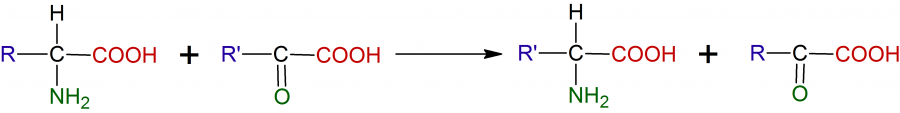 H H
R C COOH + R' C COOH R' C COOH + R C COOH
NH2 O NH2 O